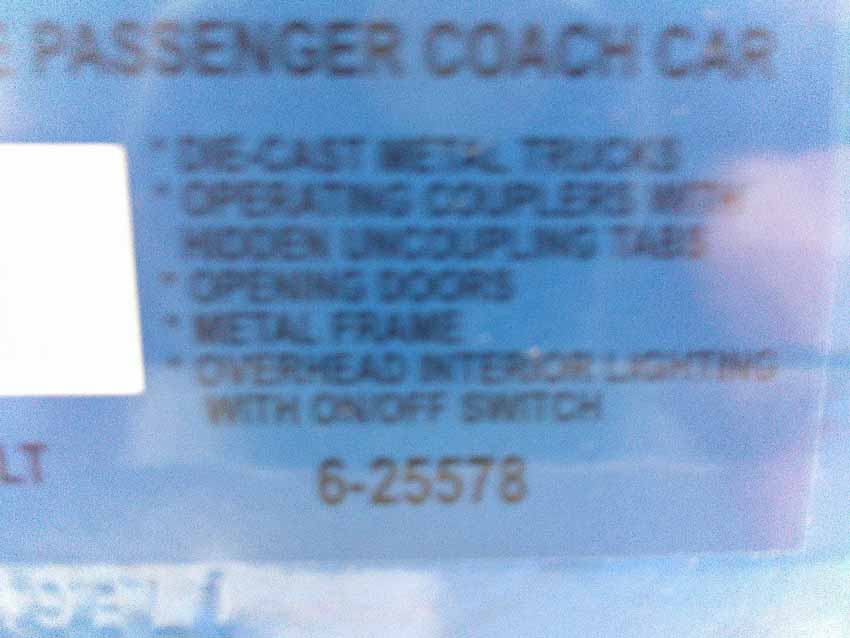 E PASSENGER COACH CAR
* DIE-CAST METAL TRUCKS
* OPERATING COUPLERS WITH
HIDDEN UNCOUPLING TABS
* OPENING DOORS
* METAL FRAME
* OVERHEAD INTERIOR LIGHTING
WITH ON/OFF SWITCH
LT
6-25578